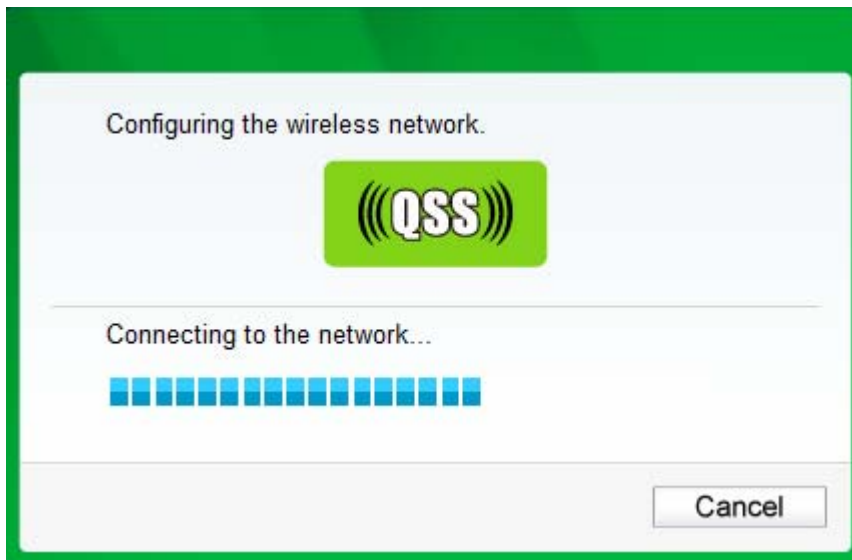 Configuring the wireless network.
(((QSS)))
Connecting to the network...
Cancel